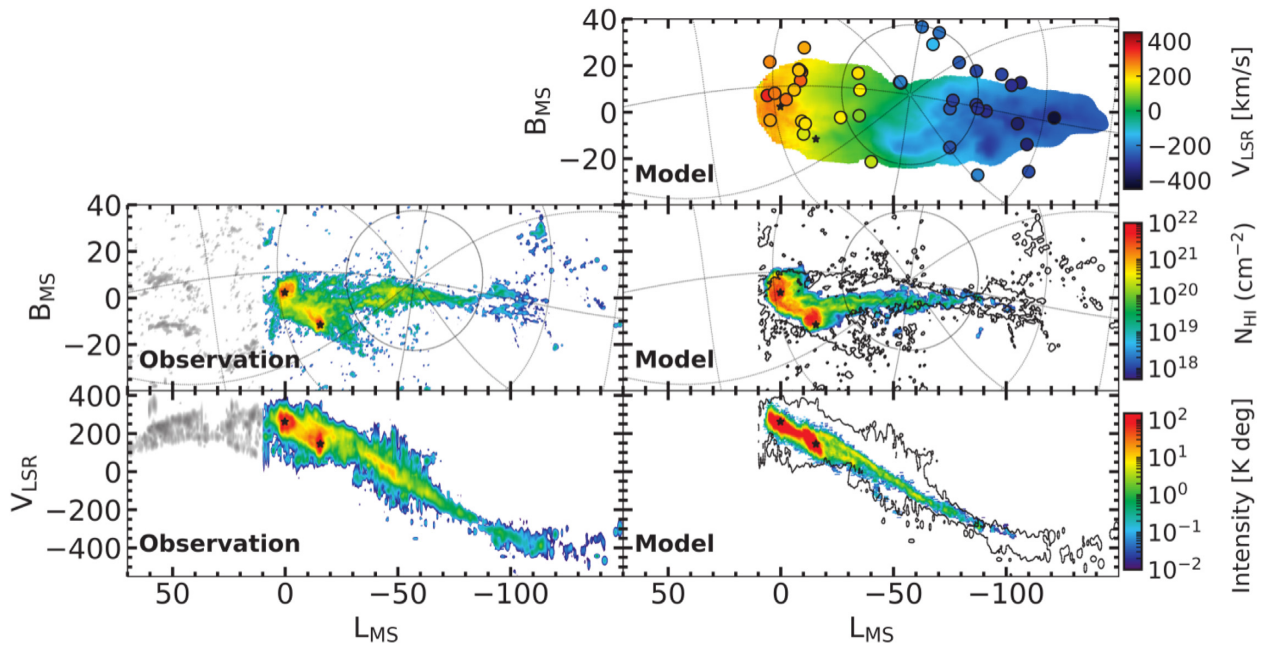 40
20
0
−20
B_MS
Model
400
200
0
−200
−400
V_LSR [km/s]
40
20
0
−20
B_MS
Observation
Model
10^22
10^21
10^20
10^19
10^18
N_HI (cm^−2)
400
200
0
−200
−400
V_LSR
Observation
Model
10^2
10^1
10^0
10^−1
10^−2
Intensity [K deg]
50 0 −50 −100
50 0 −50 −100
L_MS
L_MS